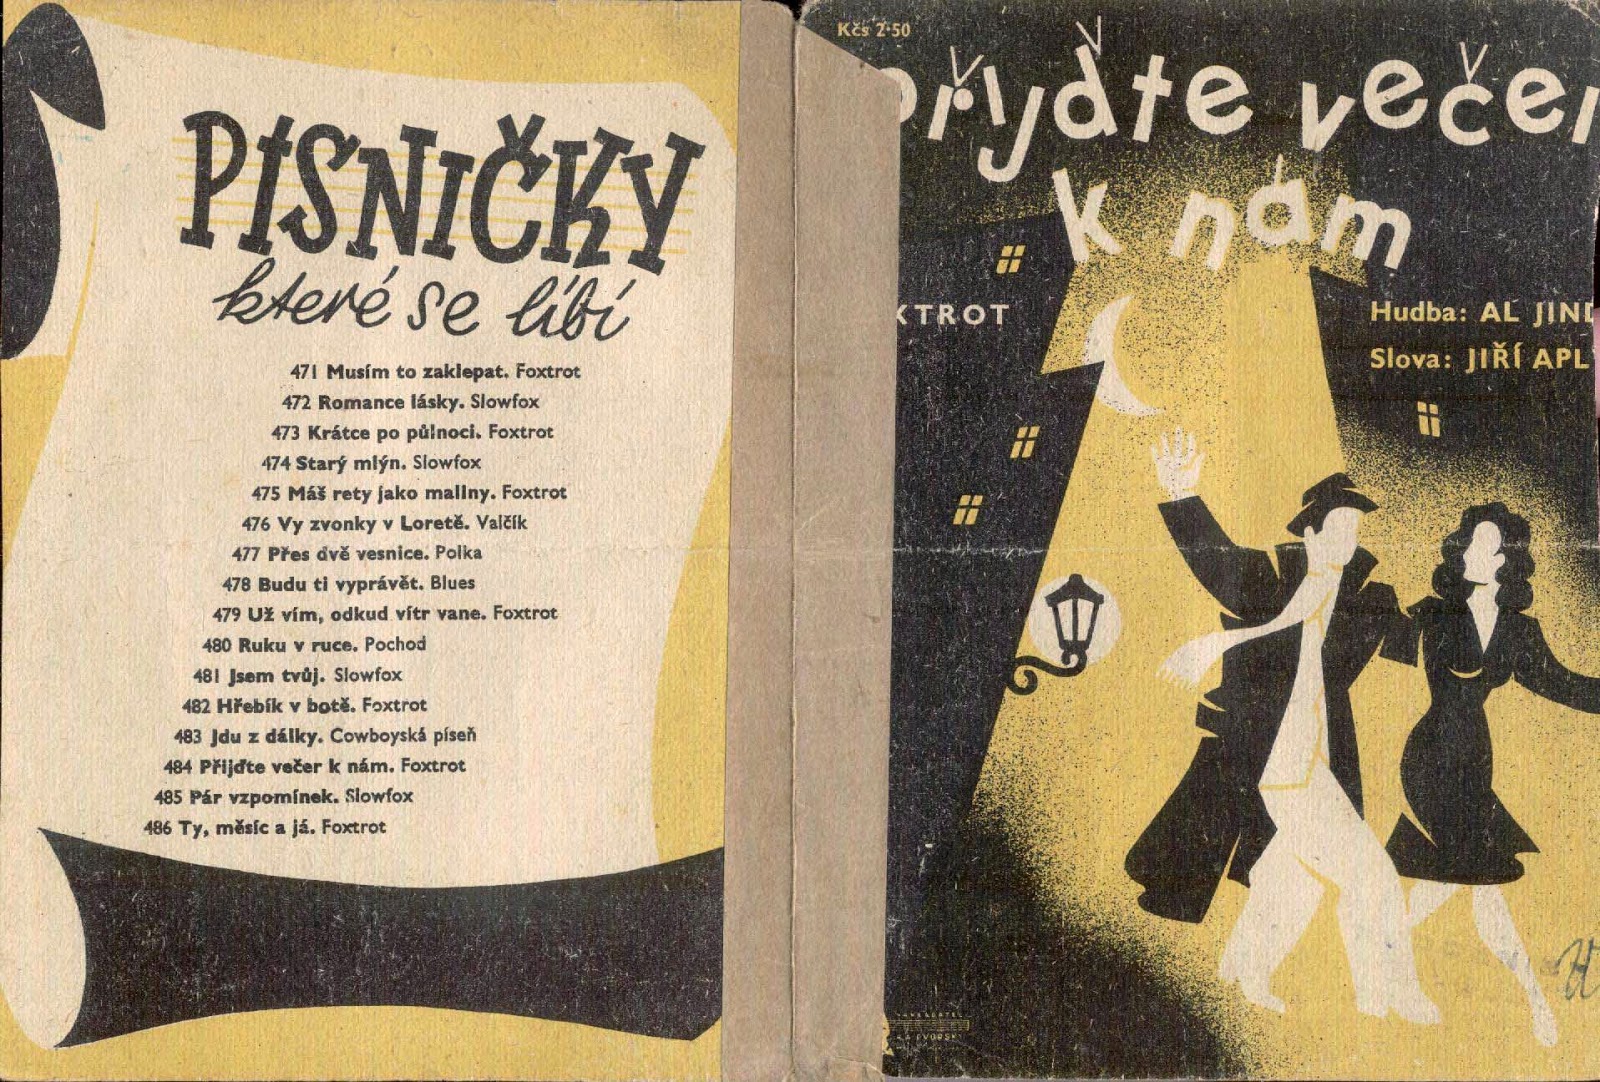 PÍSNIČKY
které se líbí
471 Musím to zaklepat. Foxtrot
472 Romance lásky. Slowfox
473 Krátce po půlnoci. Foxtrot
474 Starý mlýn. Slowfox
475 Máš rety jako maliny. Foxtrot
476 Vy zvonky v Loretě. Valčík
477 Přes dvě vesnice. Polka
478 Budu ti vyprávět. Blues
479 Už vím, odkud vítr vane. Foxtrot
480 Ruku v ruce. Pochod
481 Jsem tvůj. Slowfox
482 Hřebík v botě. Foxtrot
483 Jdu z dálky. Cowboyská píseň
484 Přijďte večer k nám. Foxtrot
485 Pár vzpomínek. Slowfox
486 Ty, měsíc a já. Foxtrot
Kčs 2·50
přijďte večer
k nám
XTROT
Hudba: AL JIND
Slova: JIŘÍ APL